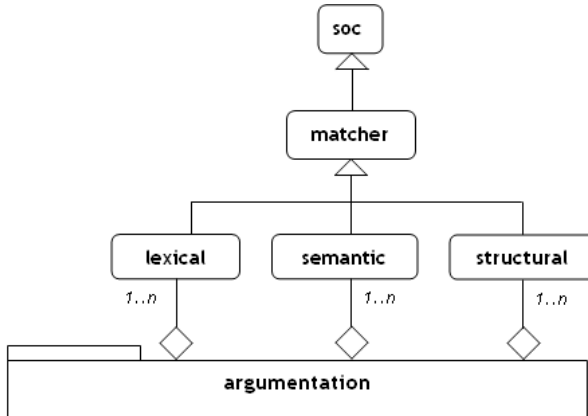 soc
matcher
lexical semantic structural
1..n 1..n 1..n
argumentation